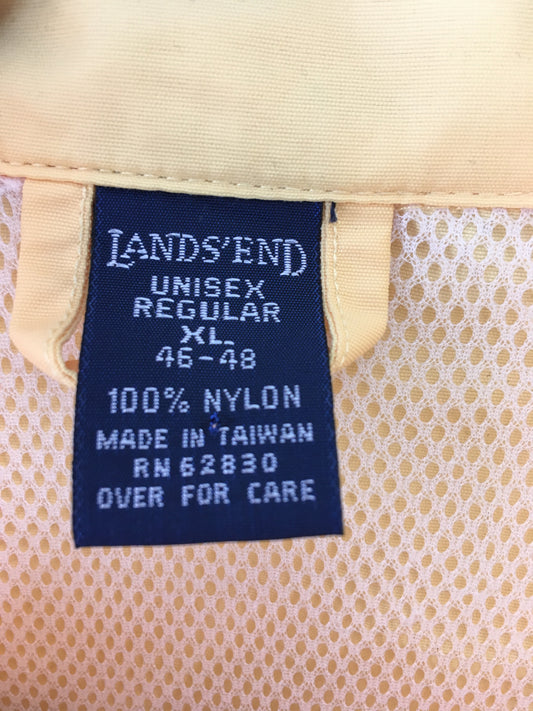 LANDS' END
UNISEX
REGULAR
XL
46-48
100% NYLON
MADE IN TAIWAN
RN 62830
OVER FOR CARE